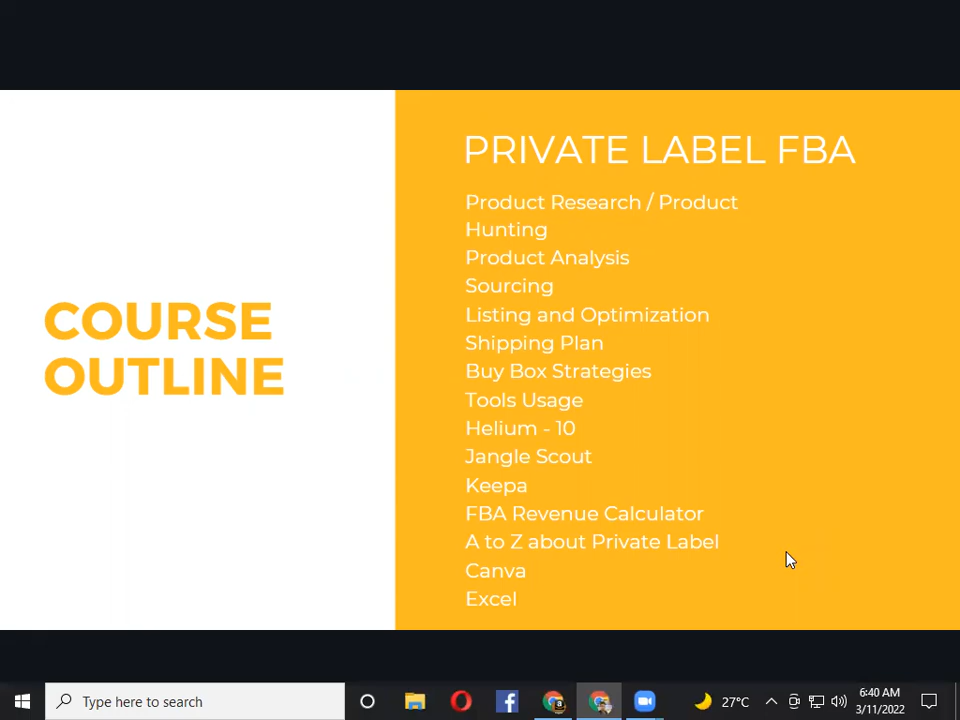 COURSE
OUTLINE
PRIVATE LABEL FBA
Product Research / Product
Hunting
Product Analysis
Sourcing
Listing and Optimization
Shipping Plan
Buy Box Strategies
Tools Usage
Helium - 10
Jangle Scout
Keepa
FBA Revenue Calculator
A to Z about Private Label
Canva
Excel
Type here to search
27°C
6:40 AM
3/11/2022